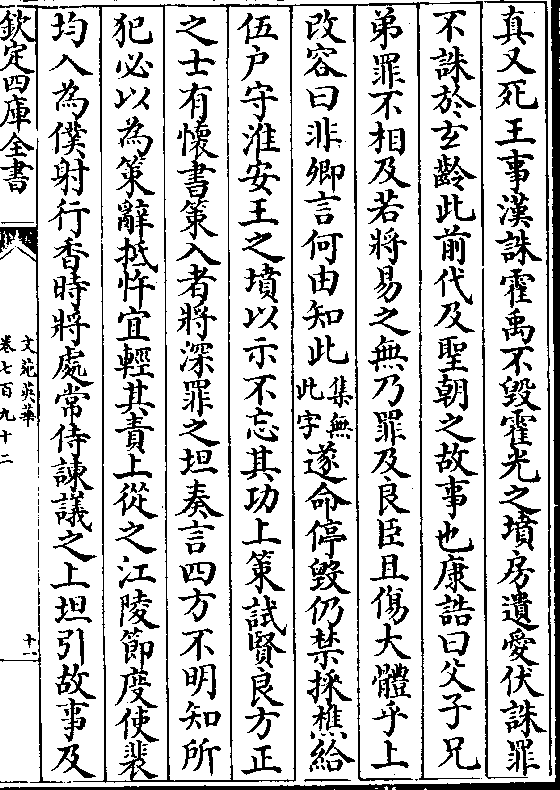 真又死王事漢誅霍禹不毀霍光之墳房遺愛伏誅罪
不誅於玄齡此前代及聖朝之故事也康誥曰父子兄
弟罪不相及若將易之無乃罪及良臣且傷大體乎上
改容曰非卿言何由知此集無此字遂命停毀仍禁採樵給
伍户守淮安王之墳以示不忘其功上策試賢良方正
之士有懷書策入者將深罪之坦奏言四方不明知所
犯必以為策辭抵忤宜輕其責上從之江陵節度使裴
均入為僕射行香時將處常侍諫議之上坦引故事及
欽定四庫全書
文苑英華
卷七百九十二
十一